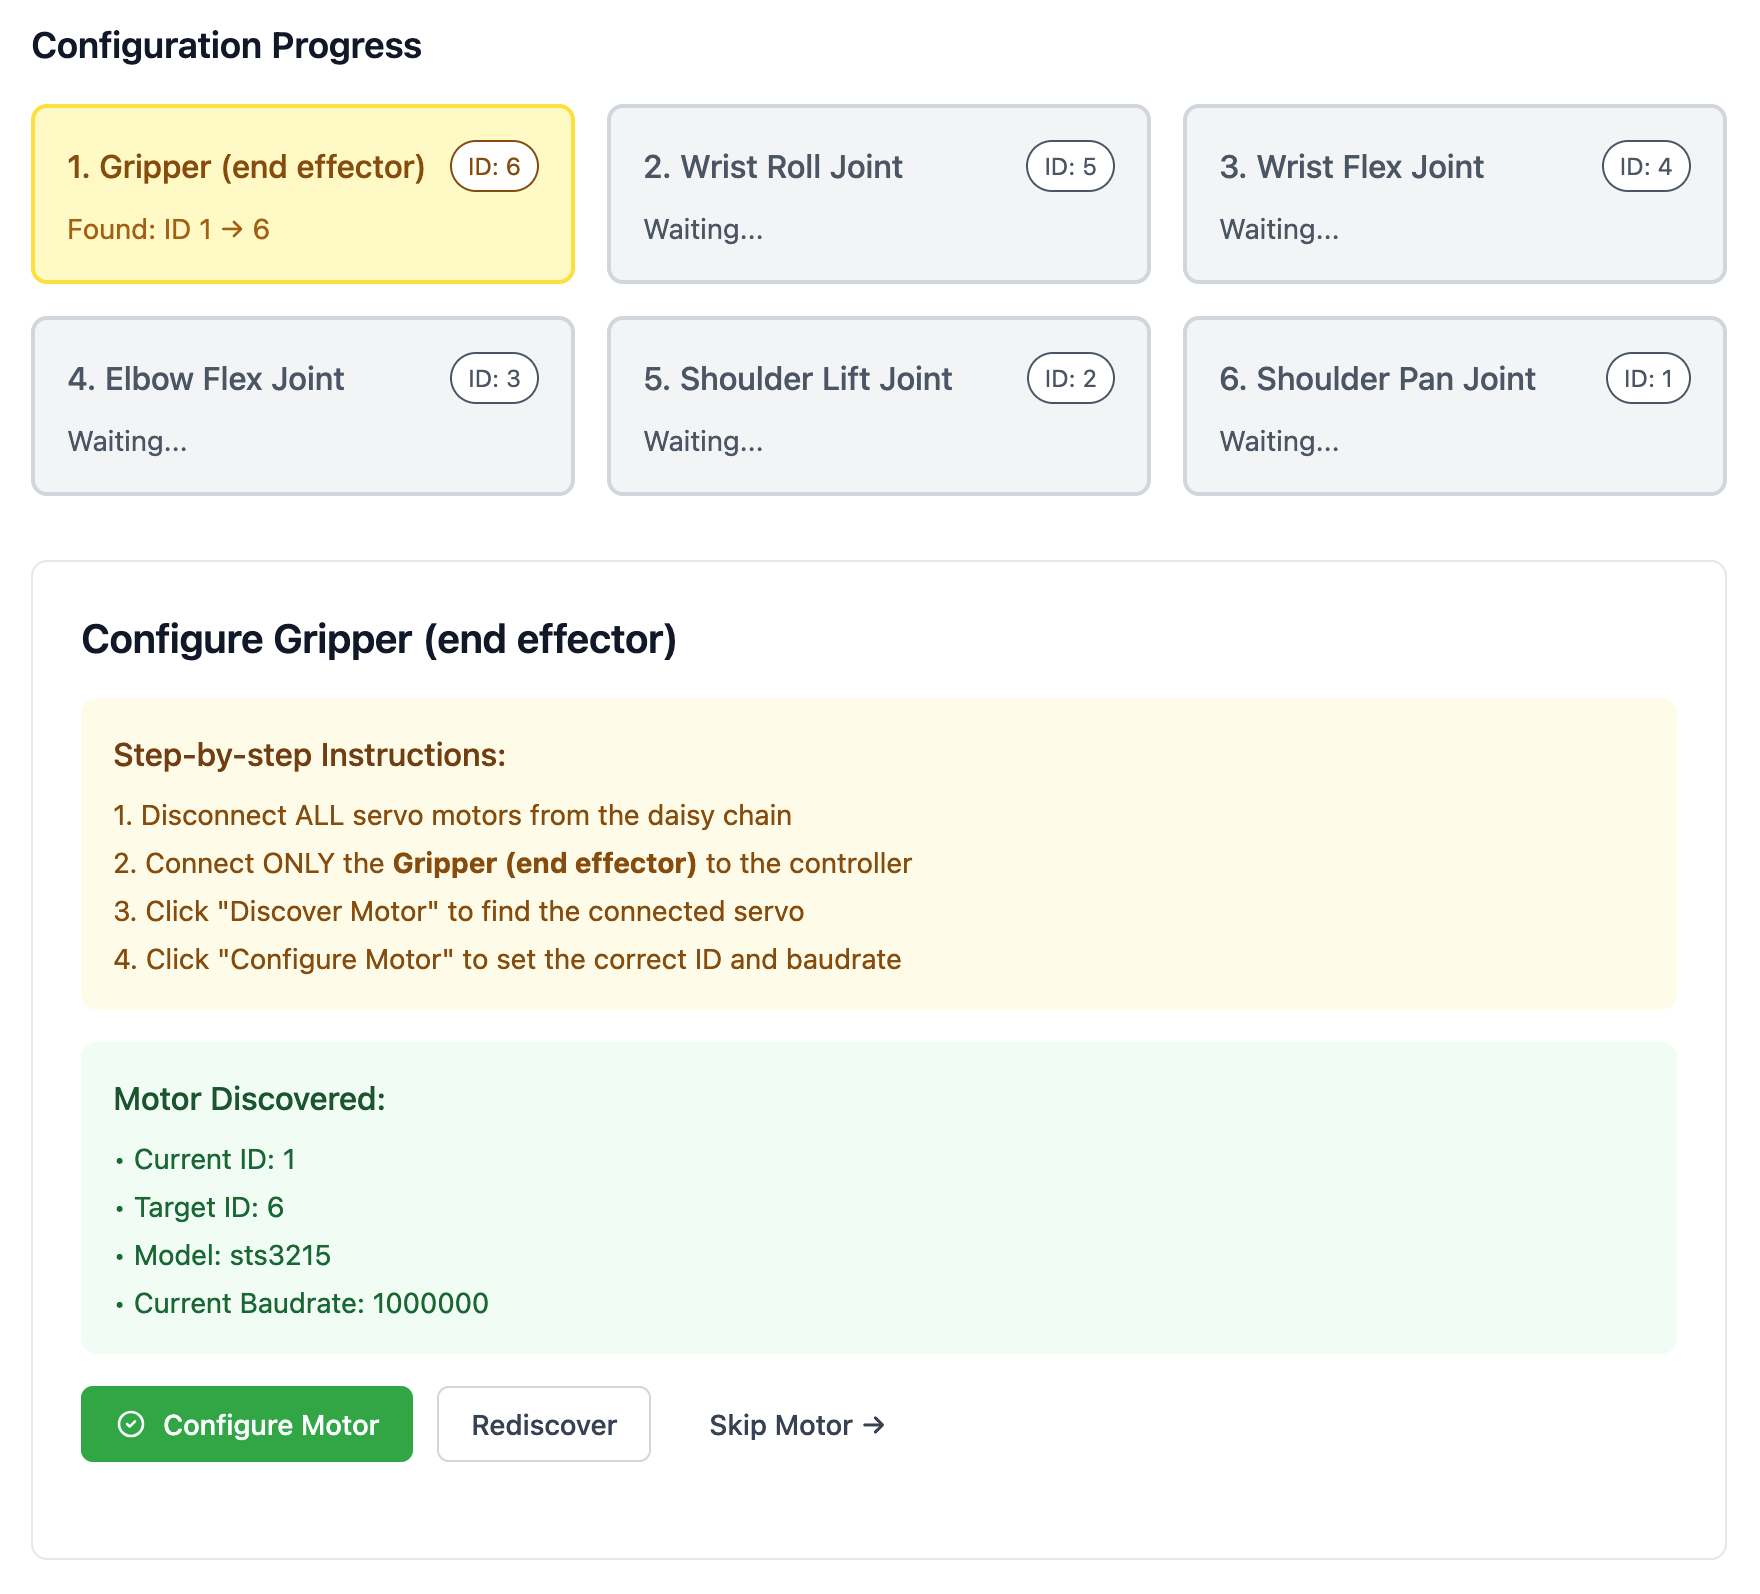 Configuration Progress
1. Gripper (end effector)
ID: 6
Found: ID 1 → 6
2. Wrist Roll Joint
ID: 5
Waiting...
3. Wrist Flex Joint
ID: 4
Waiting...
4. Elbow Flex Joint
ID: 3
Waiting...
5. Shoulder Lift Joint
ID: 2
Waiting...
6. Shoulder Pan Joint
ID: 1
Waiting...
Configure Gripper (end effector)
Step-by-step Instructions:
1. Disconnect ALL servo motors from the daisy chain
2. Connect ONLY the Gripper (end effector) to the controller
3. Click "Discover Motor" to find the connected servo
4. Click "Configure Motor" to set the correct ID and baudrate
Motor Discovered:
• Current ID: 1
• Target ID: 6
• Model: sts3215
• Current Baudrate: 1000000
Configure Motor
Rediscover
Skip Motor →